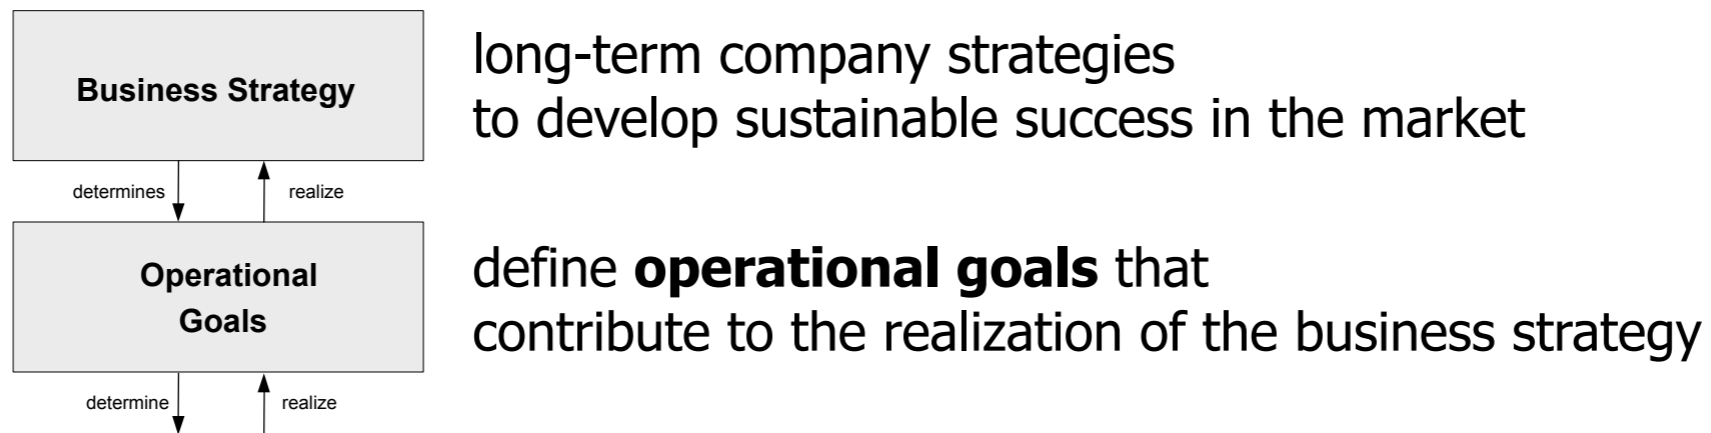 Business Strategy
long-term company strategies
to develop sustainable success in the market
determines
realize
Operational
Goals
define operational goals that
contribute to the realization of the business strategy
determine
realize